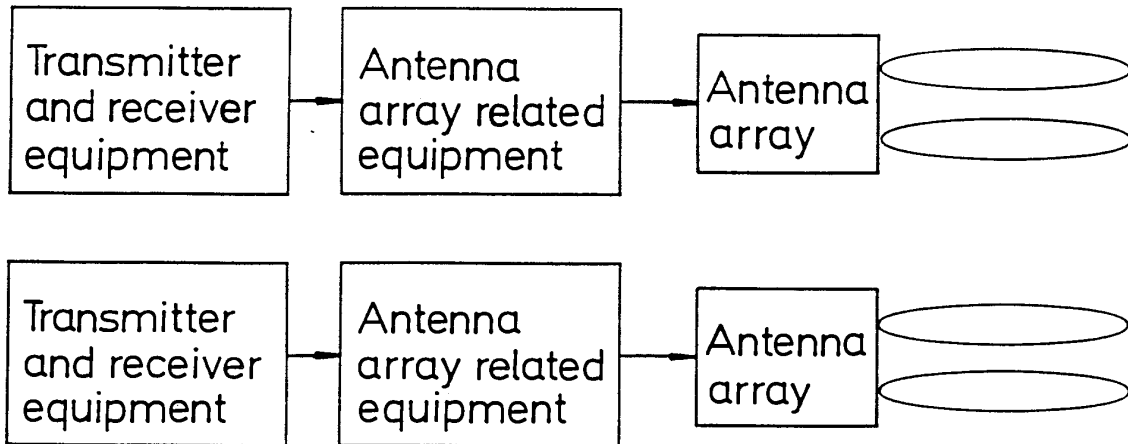 Transmitter
and receiver
equipment
Antenna
array related
equipment
Antenna
array
Transmitter
and receiver
equipment
Antenna
array related
equipment
Antenna
array